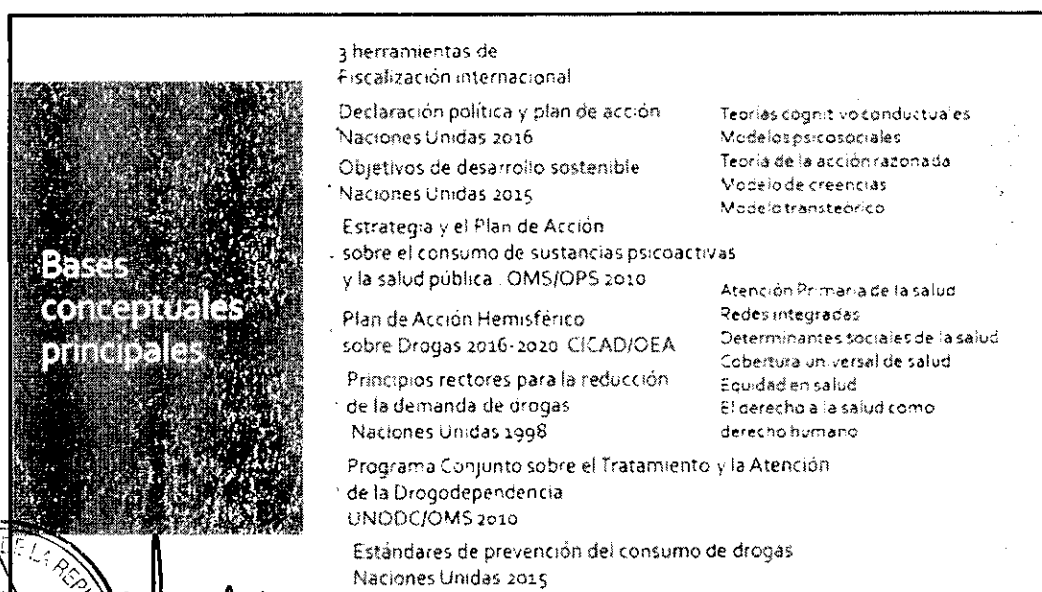 Bases
conceptuales
principales
3 herramientas de
Fiscalización internacional
Declaración política y plan de acción
Naciones Unidas 2016
Objetivos de desarrollo sostenible
Naciones Unidas 2015
Estrategia y el Plan de Acción
sobre el consumo de sustancias psicoactivas
y la salud pública . OMS/OPS 2010
Plan de Acción Hemisférico
sobre Drogas 2016-2020 CICAD/OEA
Principios rectores para la reducción
de la demanda de drogas
Naciones Unidas 1998
Programa Conjunto sobre el Tratamiento y la Atención
de la Drogodependencia
UNODC/OMS 2010
Estándares de prevención del consumo de drogas
Naciones Unidas 2015
Teorías cognitivo conductuales
Modelos psicosociales
Teoría de la acción razonada
Modelo de creencias
Modelo transteórico
Atención Primaria de la salud
Redes integradas
Determinantes sociales de la salud
Cobertura universal de salud
Equidad en salud
El derecho a la salud como
derecho humano
DE LA